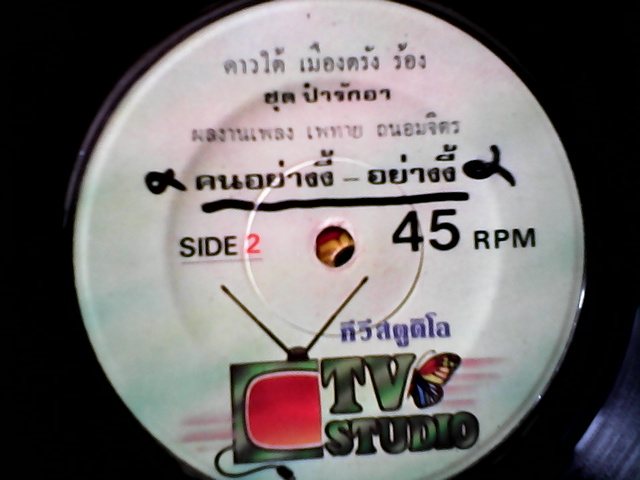 ดาวใต้ เมืองตรัง ร้อง
ชุด ป๋ารักอา
ผลงานเพลง เพทาย ถนอมจิตร
คนอย่างงี้ - อย่างงี้
SIDE 2
45 RPM
ทีวีสตูดิโอ
TV
STUDIO